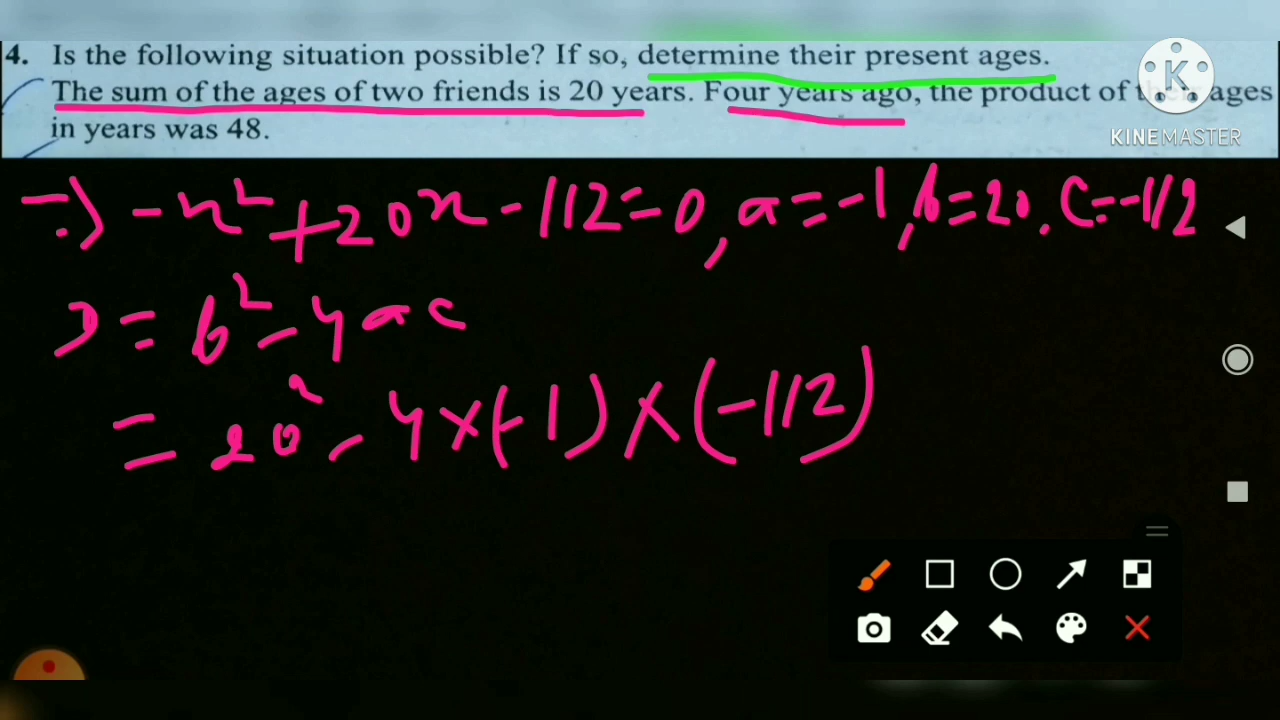 4. Is the following situation possible? If so, determine their present ages.
The sum of the ages of two friends is 20 years. Four years ago, the product of their ages
in years was 48.
KINEMASTER
⇒ -x² + 20x - 112 = 0, a = -1, b = 20, c = -112
D = b² - 4ac
= 20² - 4 × (-1) × (-112)